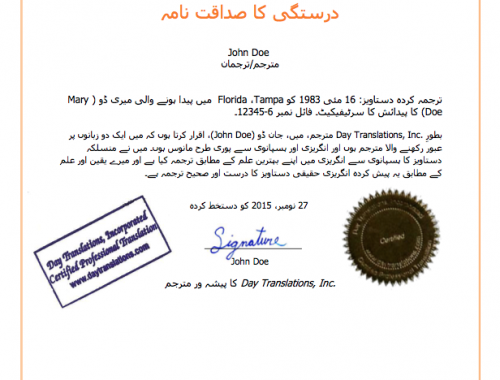 درستگی کا صداقت نامہ
John Doe
مترجم/ترجمان
ترجمہ کردہ دستاویز: 16 مئی 1983 کو Florida ،Tampa میں پیدا ہونے والی میری ڈو ( Mary
Doe) کا پیدائش کا سرٹیفیکیٹ۔ فائل نمبر 6-12345۔
بطورِ Day Translations, Inc. مترجم، میں، جان ڈو (John Doe)، اقرار کرتا ہوں کہ میں ایک دو زبانوں پر
عبور رکھنے والا مترجم ہوں اور انگریزی اور ہسپانوی سے پوری طرح مانوس ہوں۔ میں نے منسلکہ
دستاویز کا ہسپانوی سے انگریزی میں اپنے بہترین علم کے مطابق ترجمہ کیا ہے اور میرے یقین اور علم
کے مطابق یہ پیش کردہ انگریزی حقیقی دستاویز کا درست اور صحیح ترجمہ ہے۔
27 نومبر، 2015 کو دستخط کردہ
Signature
John Doe
Day Translations, Inc. کا پیشہ ور مترجم
Day Translations, Incorporated
Certified Professional Translation
www.daytranslations.com
Certified